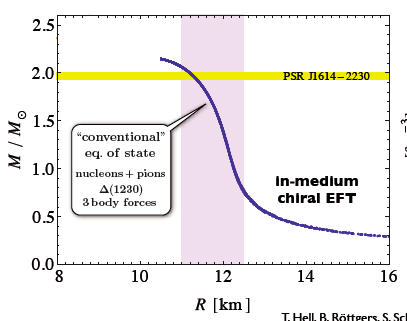 2.5
2.0
1.5
1.0
0.5
0.0
M / M☉
PSR J1614−2230
"conventional"
eq. of state
nucleons + pions
Δ(1230)
3 body forces
in-medium
chiral EFT
8 10 12 14 16
R [km]
T. Hell, B. Röttgers, S. Sch